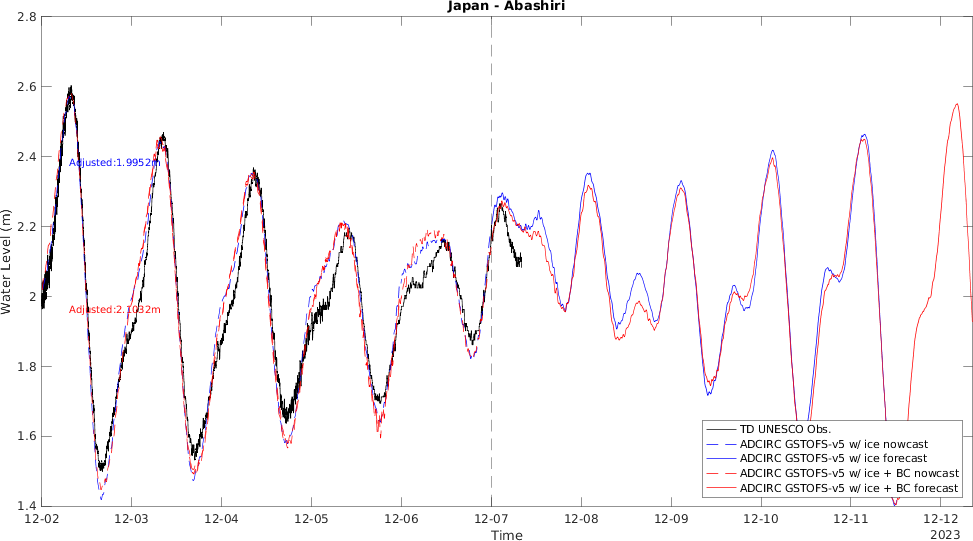 Japan - Abashiri
2.8
2.6
2.4
2.2
2
1.8
1.6
1.4
Water Level (m)
Adjusted:1.9952m
Adjusted:2.1032m
TD UNESCO Obs.
ADCIRC GSTOFS-v5 w/ ice nowcast
ADCIRC GSTOFS-v5 w/ ice forecast
ADCIRC GSTOFS-v5 w/ ice + BC nowcast
ADCIRC GSTOFS-v5 w/ ice + BC forecast
12-02 12-03 12-04 12-05 12-06 12-07 12-08 12-09 12-10 12-11 12-12
2023
Time